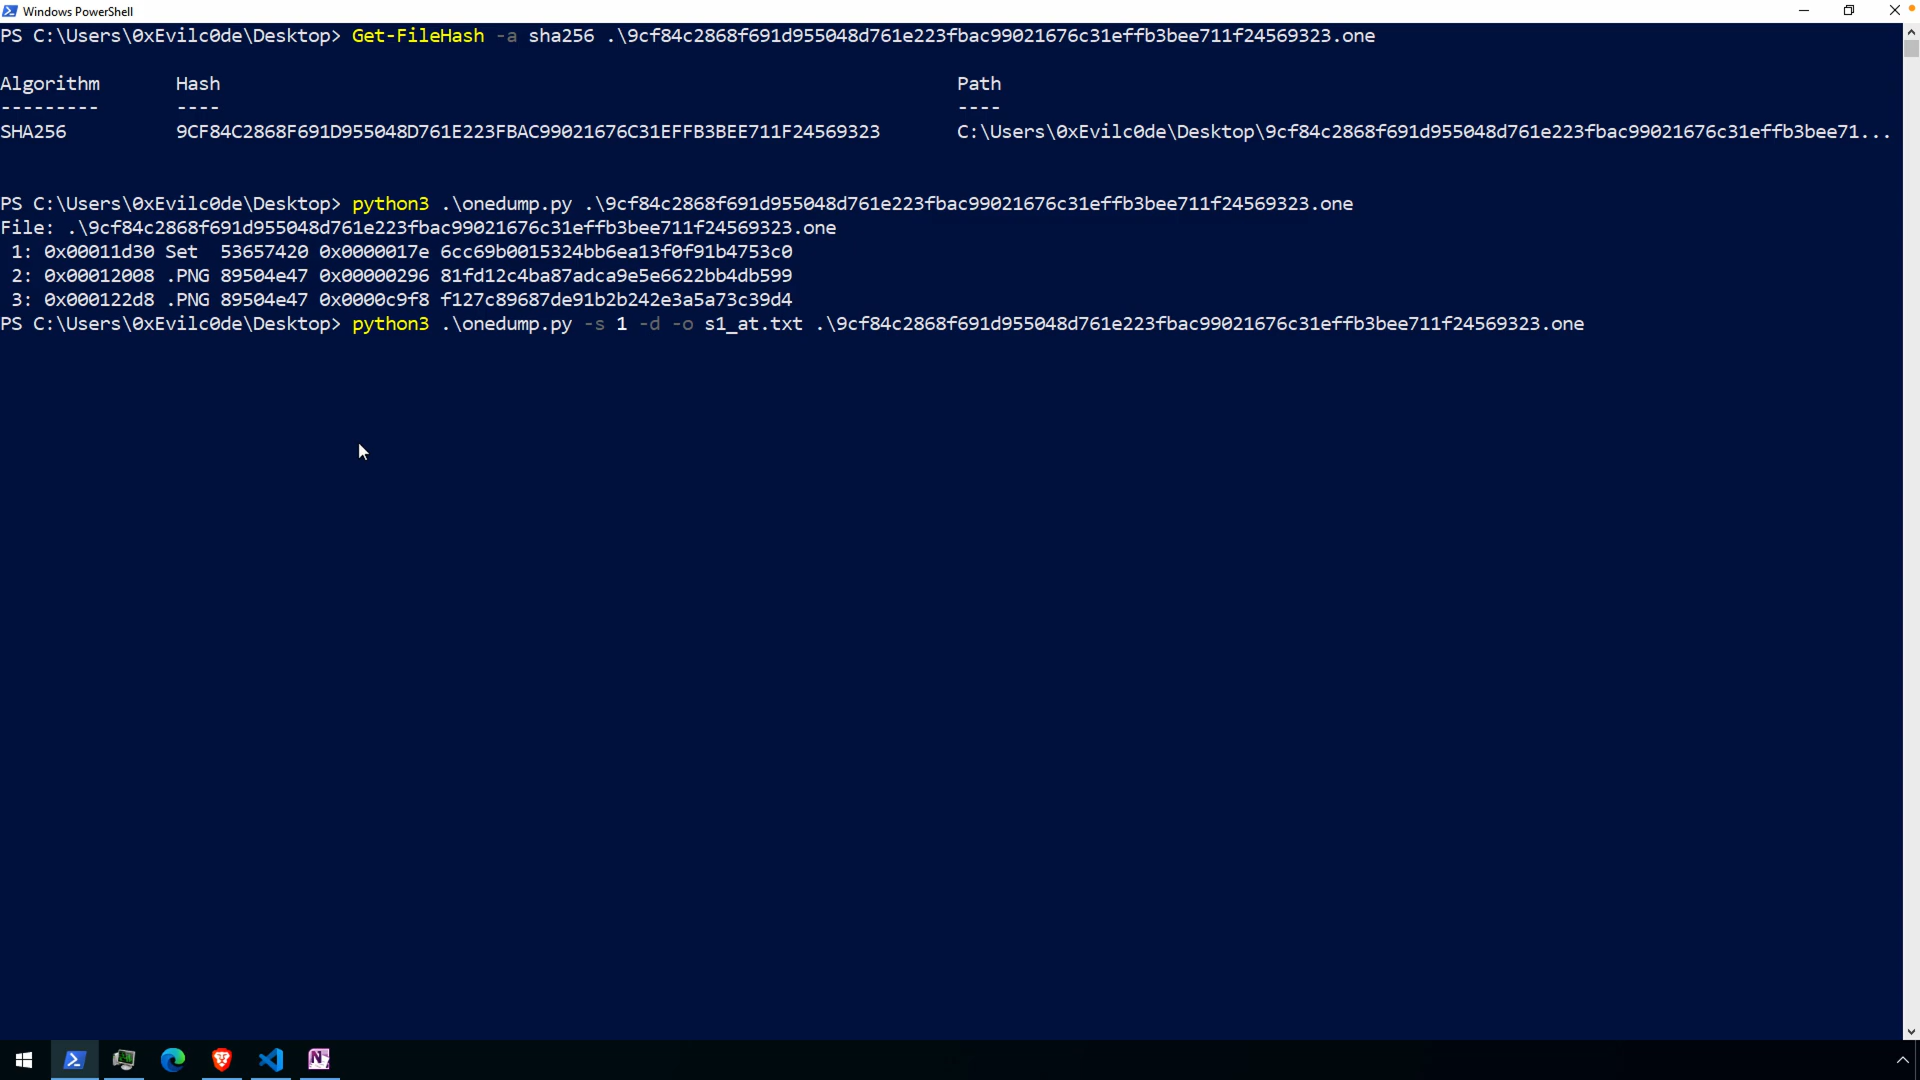 Windows PowerShell
PS C:\Users\0xEvilc0de\Desktop> Get-FileHash -a sha256 .\9cf84c2868f691d955048d761e223fbac99021676c31effb3bee711f24569323.one
Algorithm Hash Path
--------- ---- ----
SHA256 9CF84C2868F691D955048D761E223FBAC99021676C31EFFB3BEE711F24569323 C:\Users\0xEvilc0de\Desktop\9cf84c2868f691d955048d761e223fbac99021676c31effb3bee71...
PS C:\Users\0xEvilc0de\Desktop> python3 .\onedump.py .\9cf84c2868f691d955048d761e223fbac99021676c31effb3bee711f24569323.one
File: .\9cf84c2868f691d955048d761e223fbac99021676c31effb3bee711f24569323.one
1: 0x00011d30 Set 53657420 0x0000017e 6cc69b0015324bb6ea13f0f91b4753c0
2: 0x00012008 .PNG 89504e47 0x00000296 81fd12c4ba87adca9e5e6622bb4db599
3: 0x000122d8 .PNG 89504e47 0x0000c9f8 f127c89687de91b2b242e3a5a73c39d4
PS C:\Users\0xEvilc0de\Desktop> python3 .\onedump.py -s 1 -d -o s1_at.txt .\9cf84c2868f691d955048d761e223fbac99021676c31effb3bee711f24569323.one